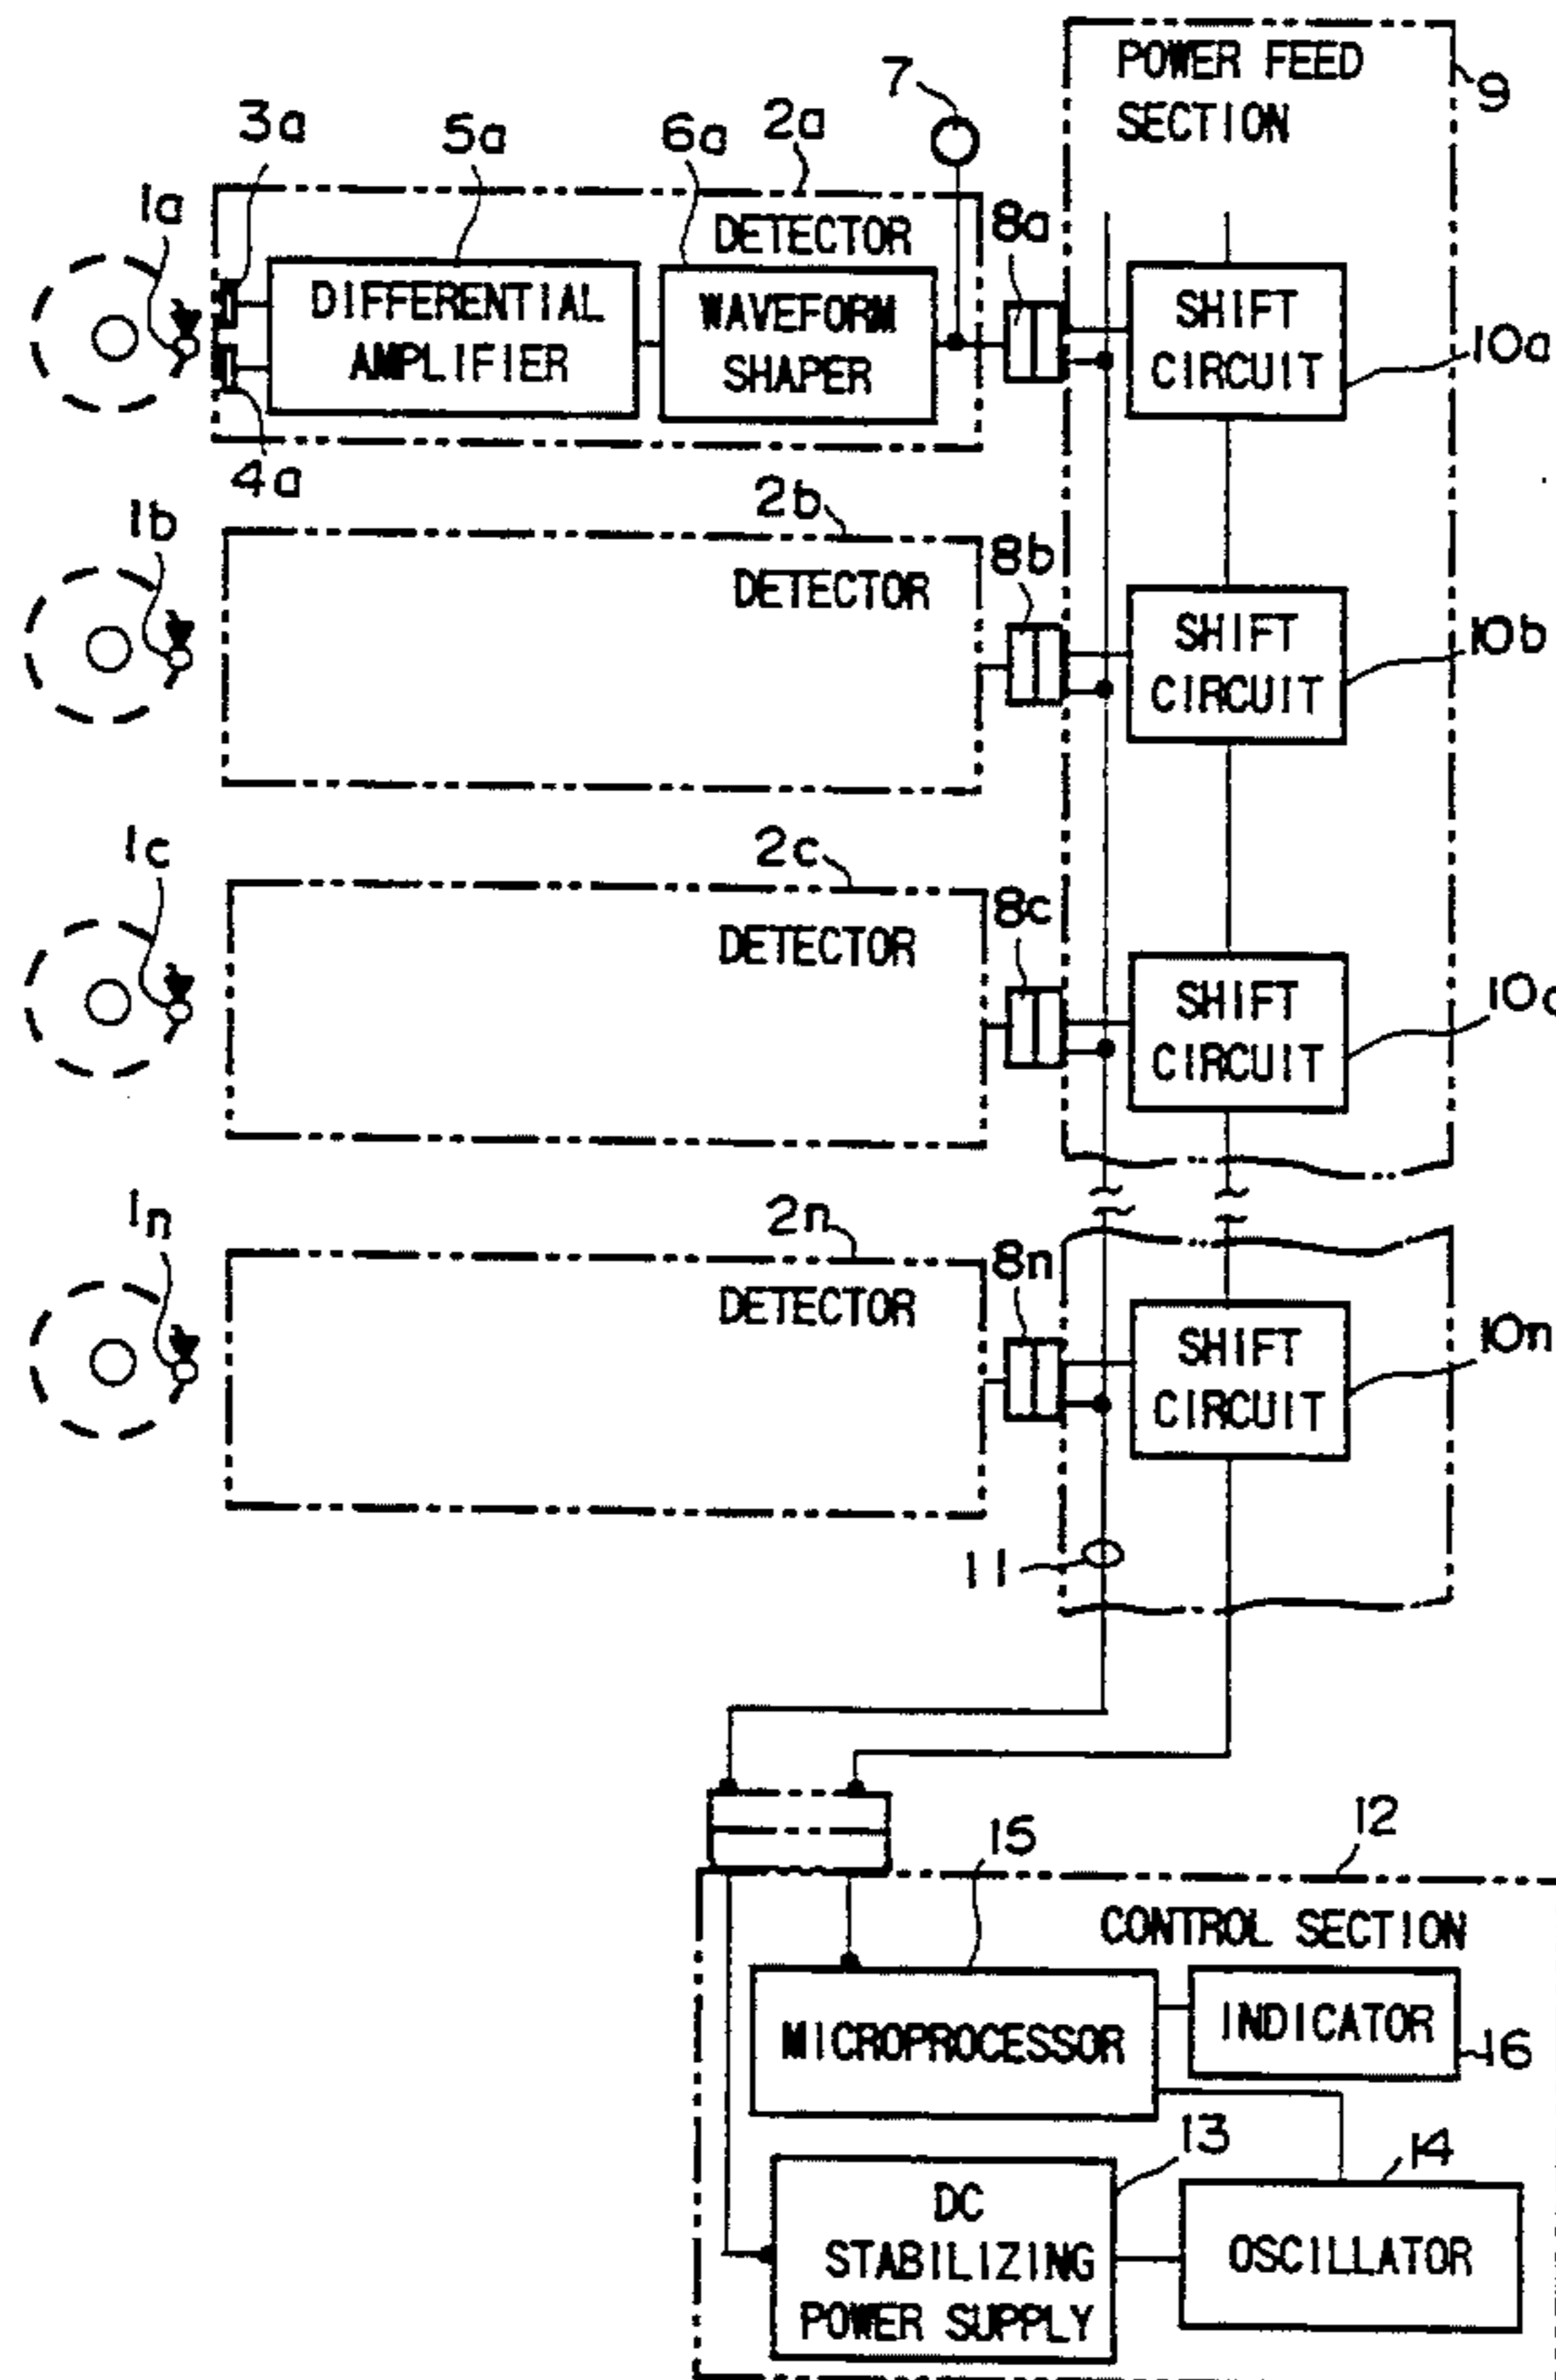 POWER FEED
SECTION
9
7
3a
5a
6a
2a
1a
DETECTOR
8a
DIFFERENTIAL
AMPLIFIER
WAVEFORM
SHAPER
SHIFT
CIRCUIT
10a
4a
1b
2b
8b
DETECTOR
SHIFT
CIRCUIT
10b
1c
2c
8c
DETECTOR
SHIFT
CIRCUIT
10c
1n
2n
8n
DETECTOR
SHIFT
CIRCUIT
10n
11
12
15
CONTROL SECTION
MICROPROCESSOR
INDICATOR
16
13
14
DC
STABILIZING
POWER SUPPLY
OSCILLATOR